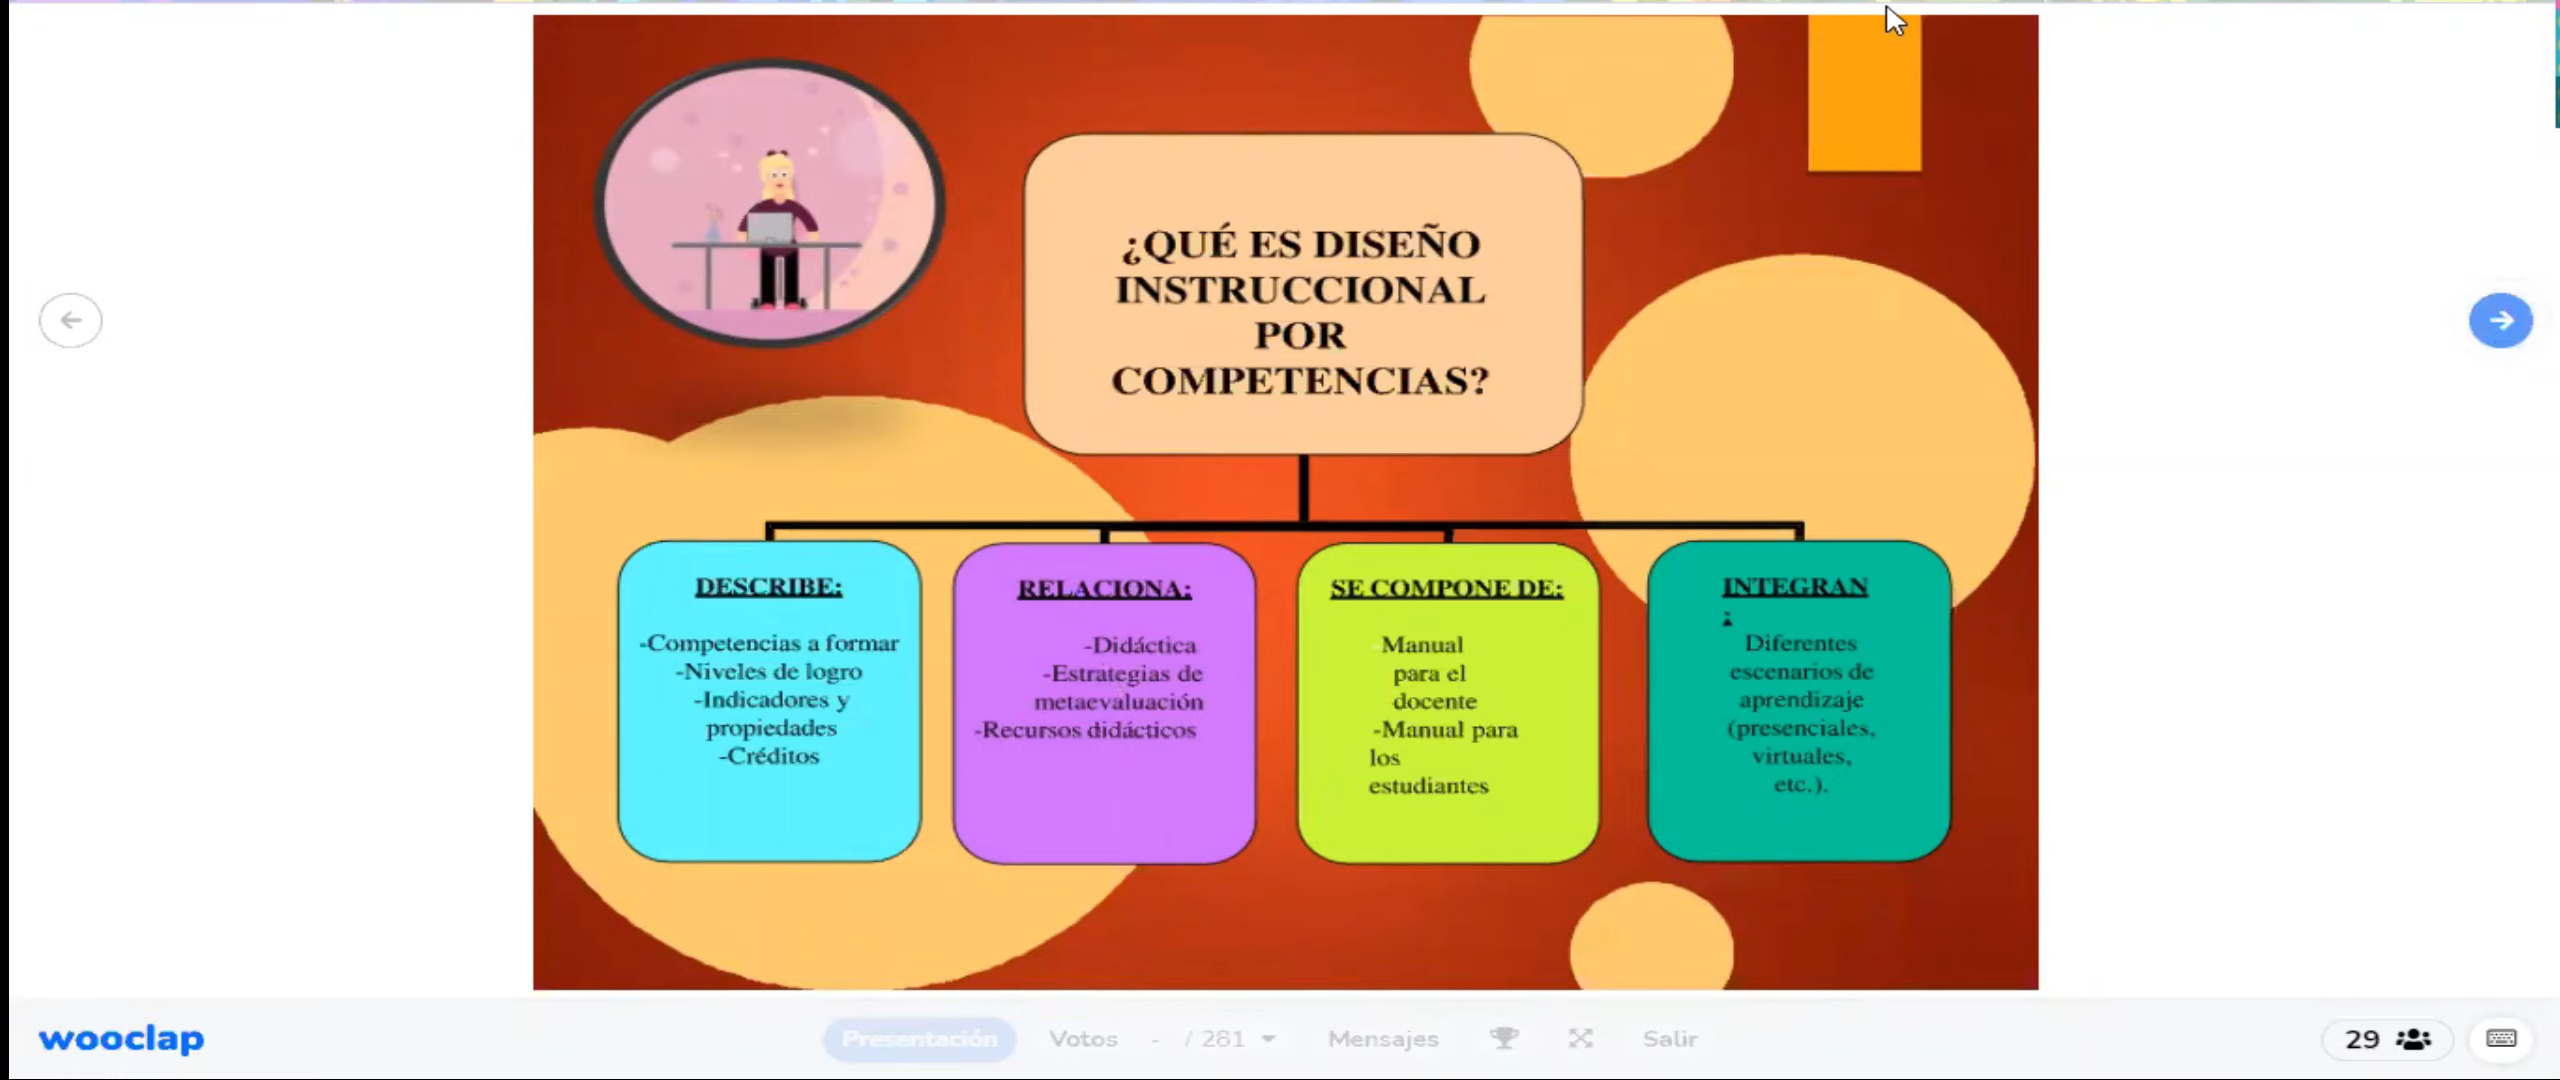 ¿QUÉ ES DISEÑO
INSTRUCCIONAL
POR
COMPETENCIAS?
DESCRIBE:
-Competencias a formar
-Niveles de logro
-Indicadores y
propiedades
-Créditos
RELACIONA:
-Didáctica
-Estrategias de
metaevaluación
-Recursos didácticos
SE COMPONE DE:
-Manual
para el
docente
-Manual para
los
estudiantes
INTEGRAN
:
Diferentes
escenarios de
aprendizaje
(presenciales,
virtuales,
etc.).
wooclap
Presentación
Votos - / 281
Mensajes
Salir
29